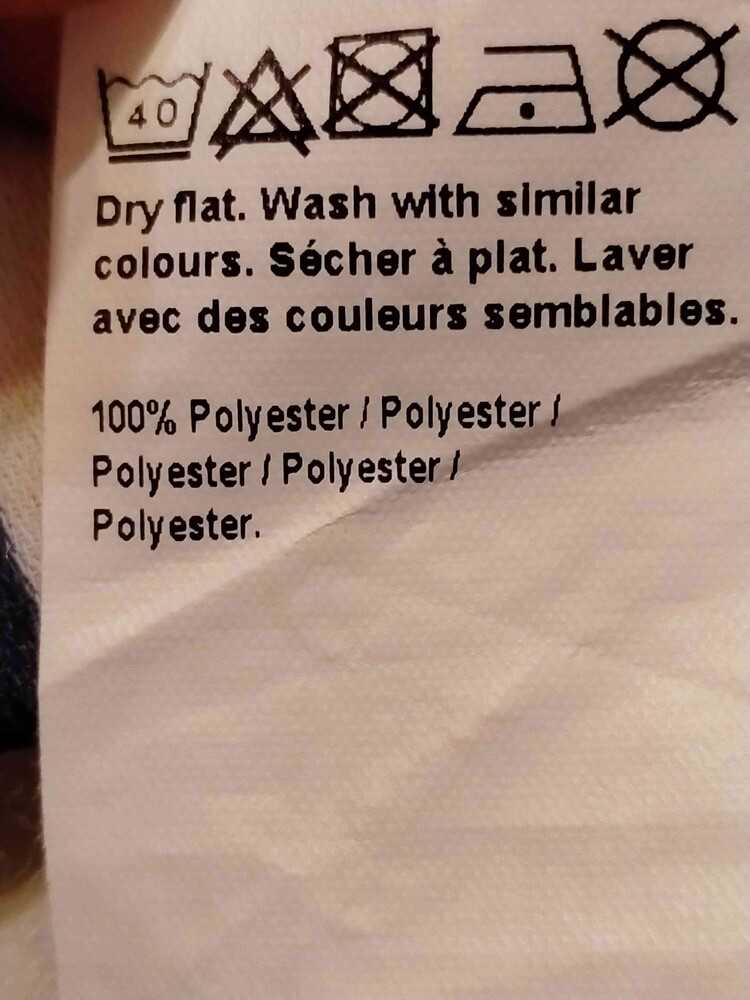 40
Dry flat. Wash with similar
colours. Sécher à plat. Laver
avec des couleurs semblables.
100% Polyester / Polyester /
Polyester / Polyester /
Polyester.